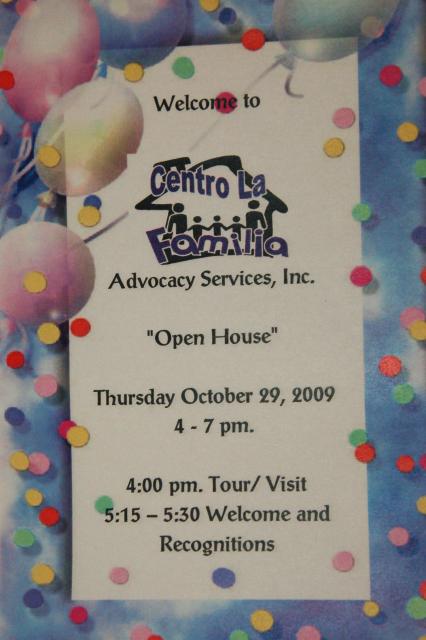 Welcome to
Centro La
Familia
Advocacy Services, Inc.
"Open House"
Thursday October 29, 2009
4 - 7 pm.
4:00 pm. Tour/ Visit
5:15 – 5:30 Welcome and
Recognitions